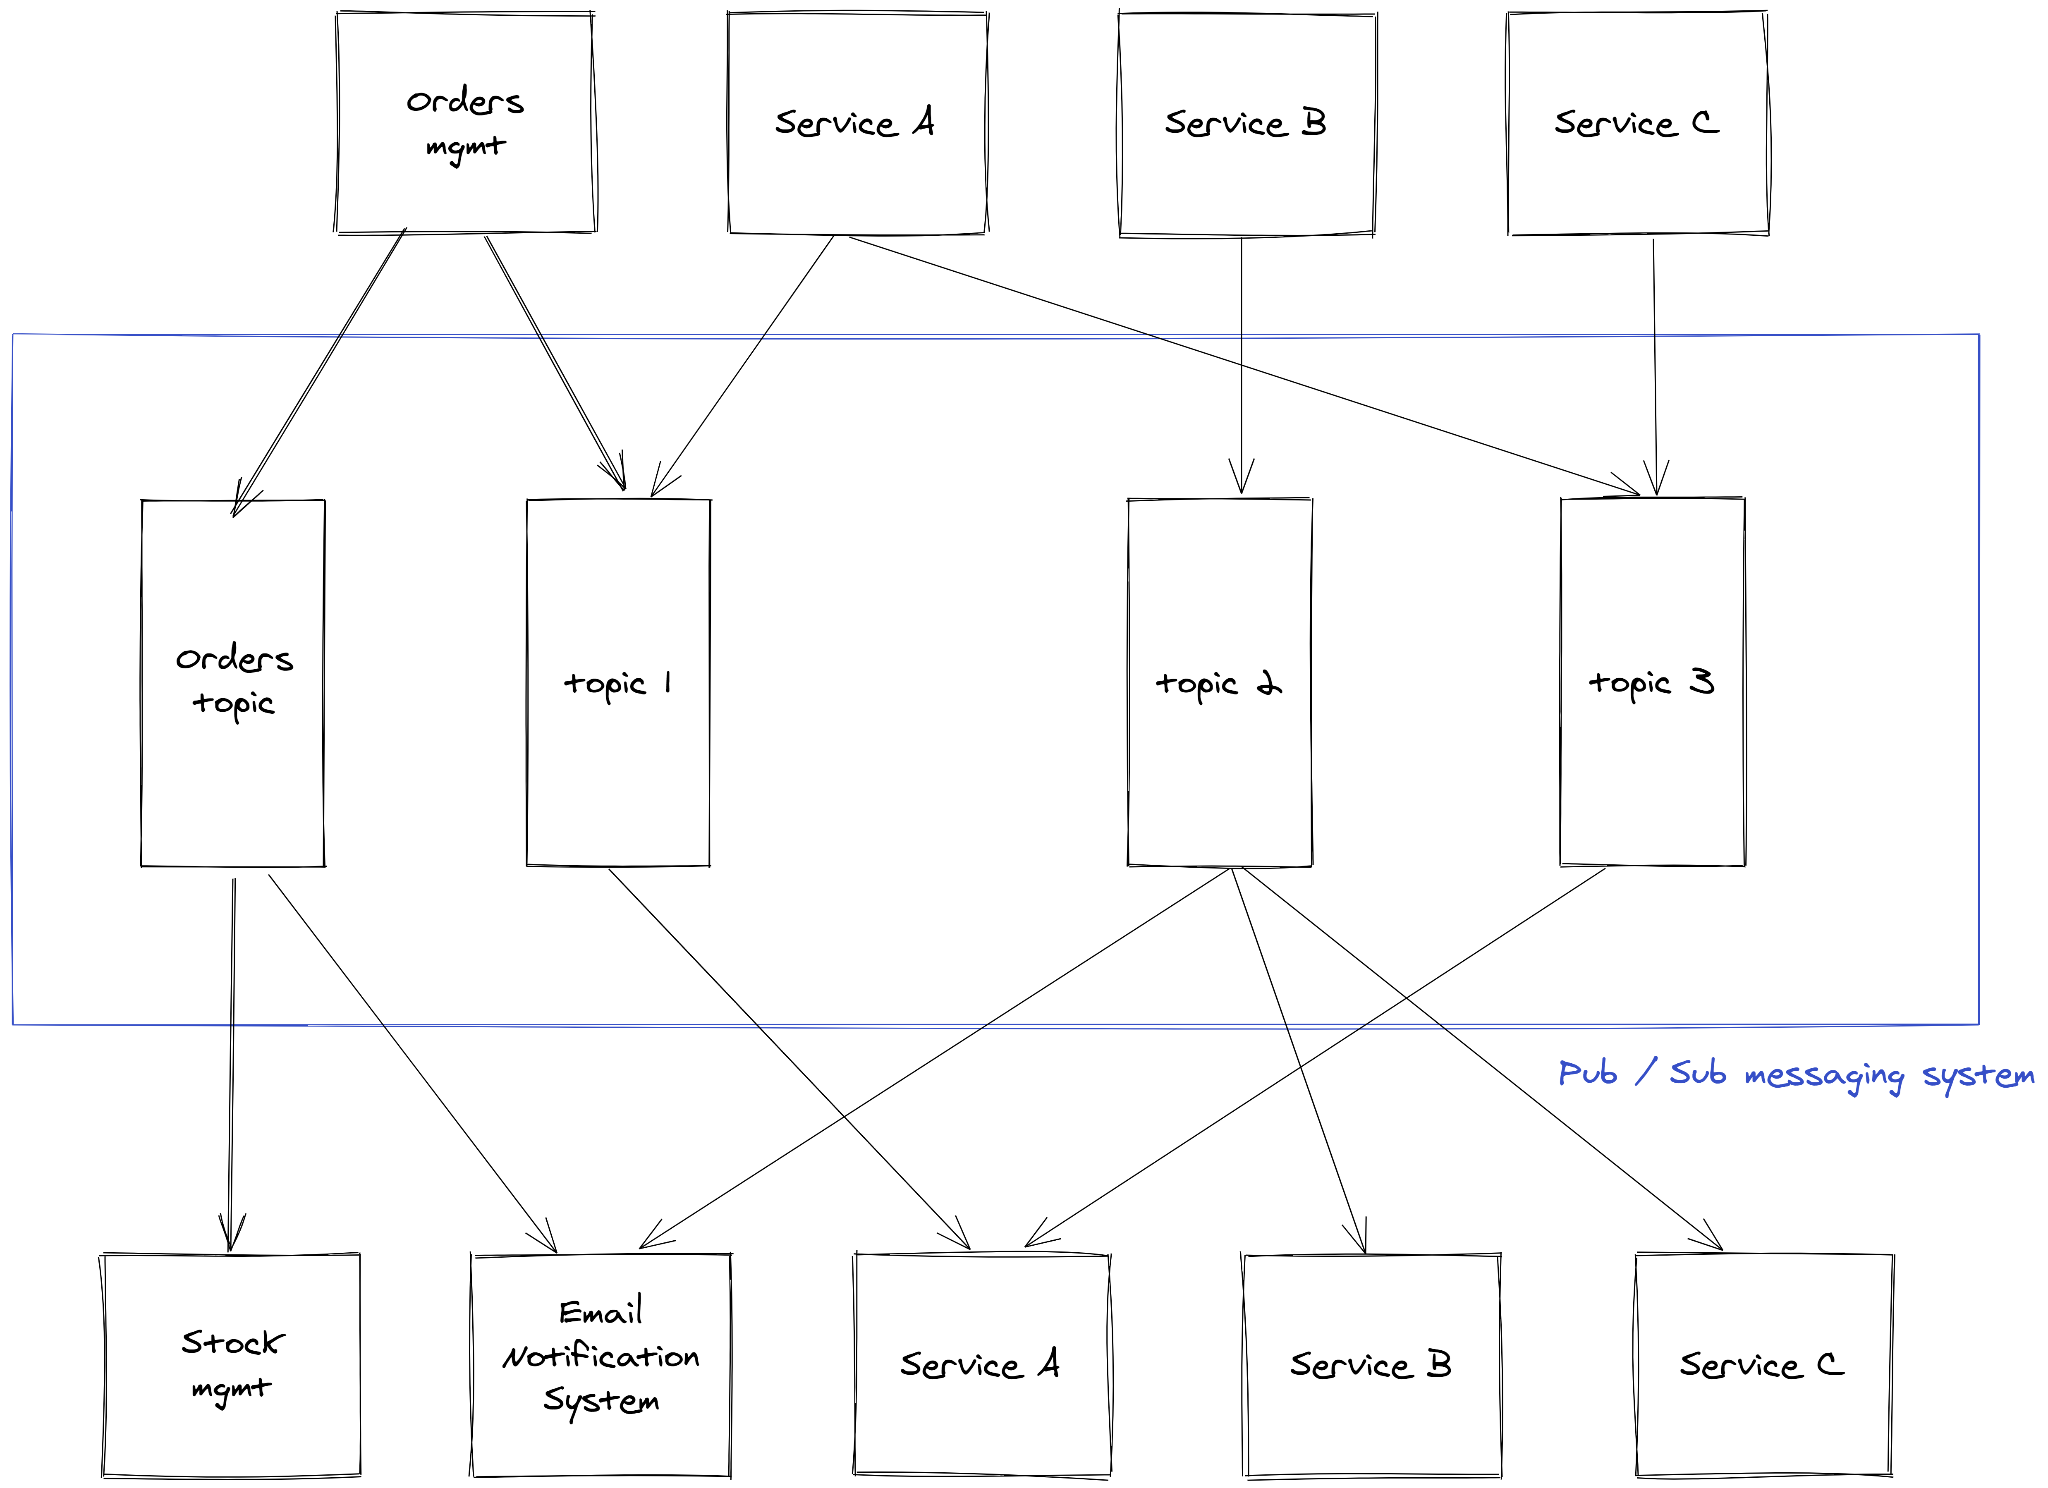 Orders
mgmt
Service A
Service B
Service C
Orders
topic
topic 1
topic 2
topic 3
Pub / Sub messaging system
Stock
mgmt
Email
Notification
System
Service A
Service B
Service C